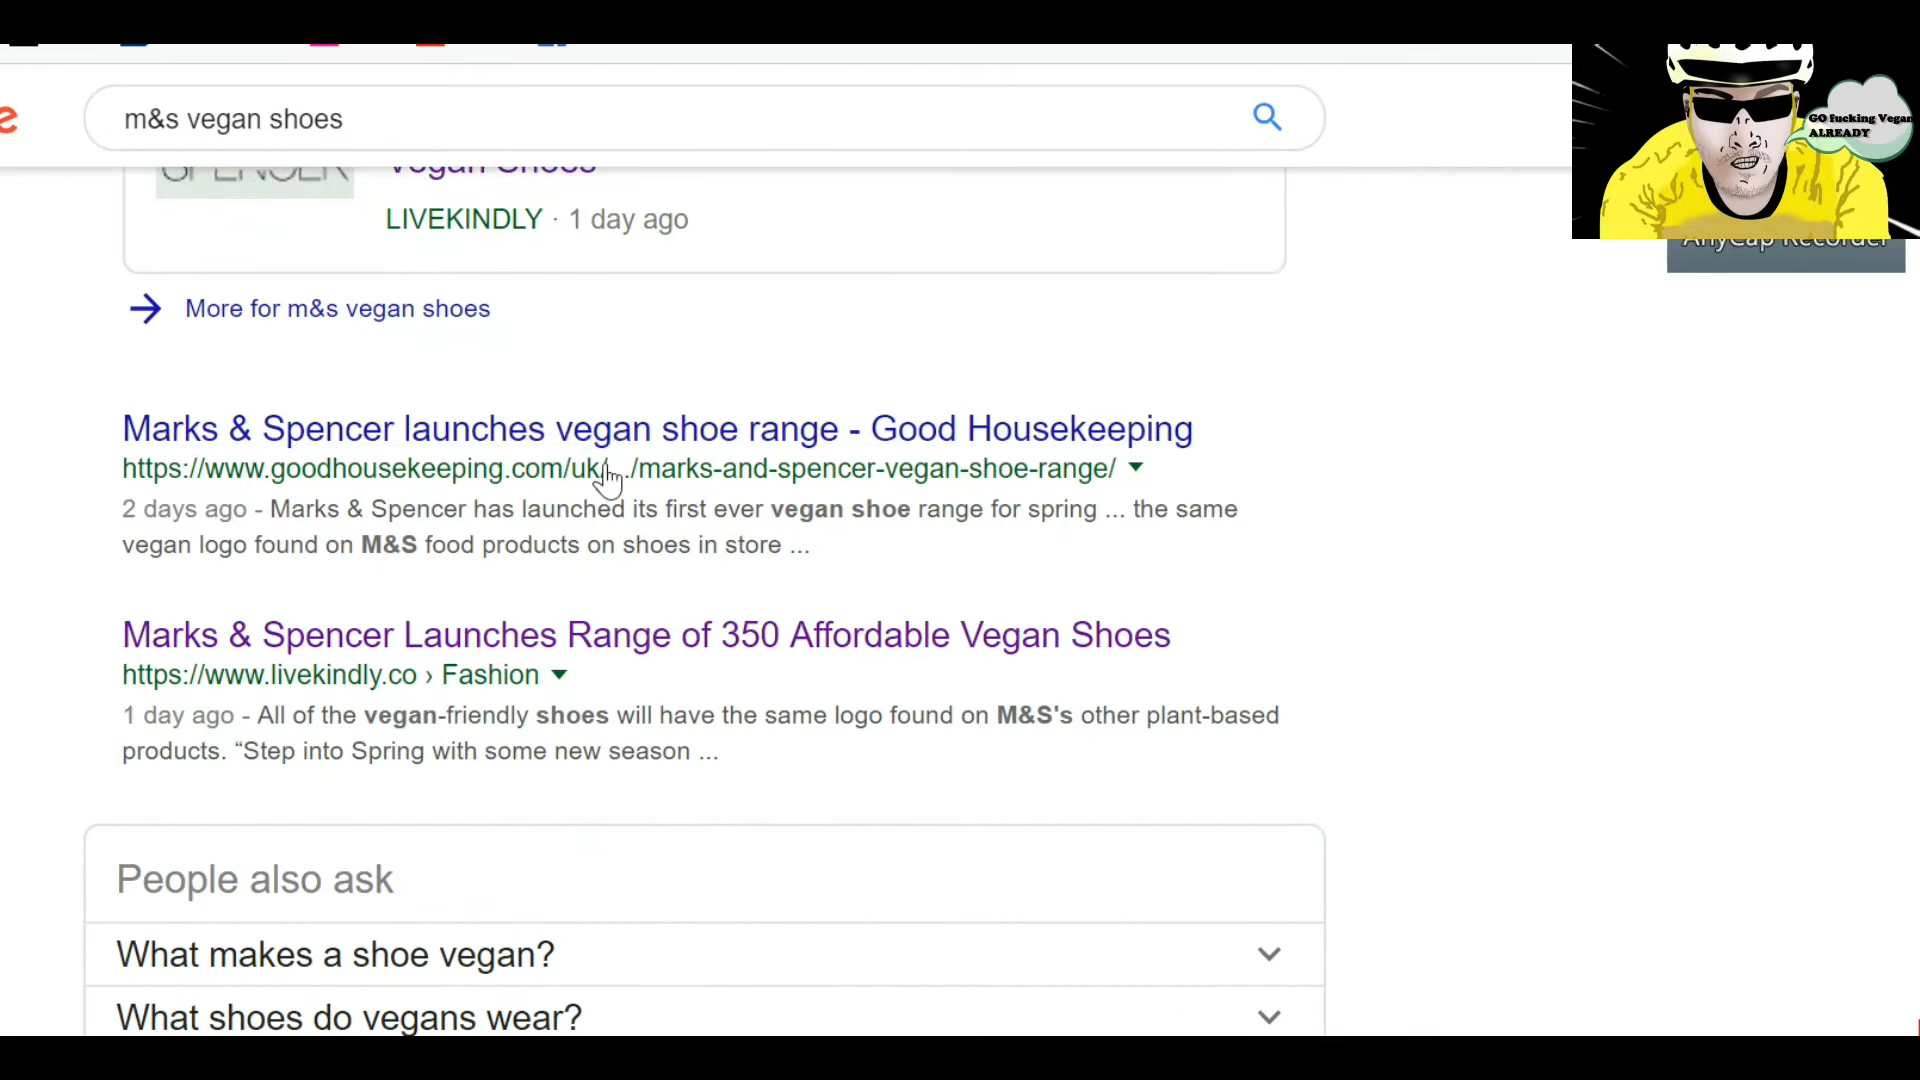 e
m&s vegan shoes
GO fucking Vegan
ALREADY
SPENCER
Vegan Shoes
AnyCap Recorder
LIVEKINDLY · 1 day ago
More for m&s vegan shoes
Marks & Spencer launches vegan shoe range - Good Housekeeping
https://www.goodhousekeeping.com/uk/.../marks-and-spencer-vegan-shoe-range/
2 days ago - Marks & Spencer has launched its first ever vegan shoe range for spring ... the same
vegan logo found on M&S food products on shoes in store ...
Marks & Spencer Launches Range of 350 Affordable Vegan Shoes
https://www.livekindly.co › Fashion
1 day ago - All of the vegan-friendly shoes will have the same logo found on M&S's other plant-based
products. “Step into Spring with some new season ...
People also ask
What makes a shoe vegan?
What shoes do vegans wear?